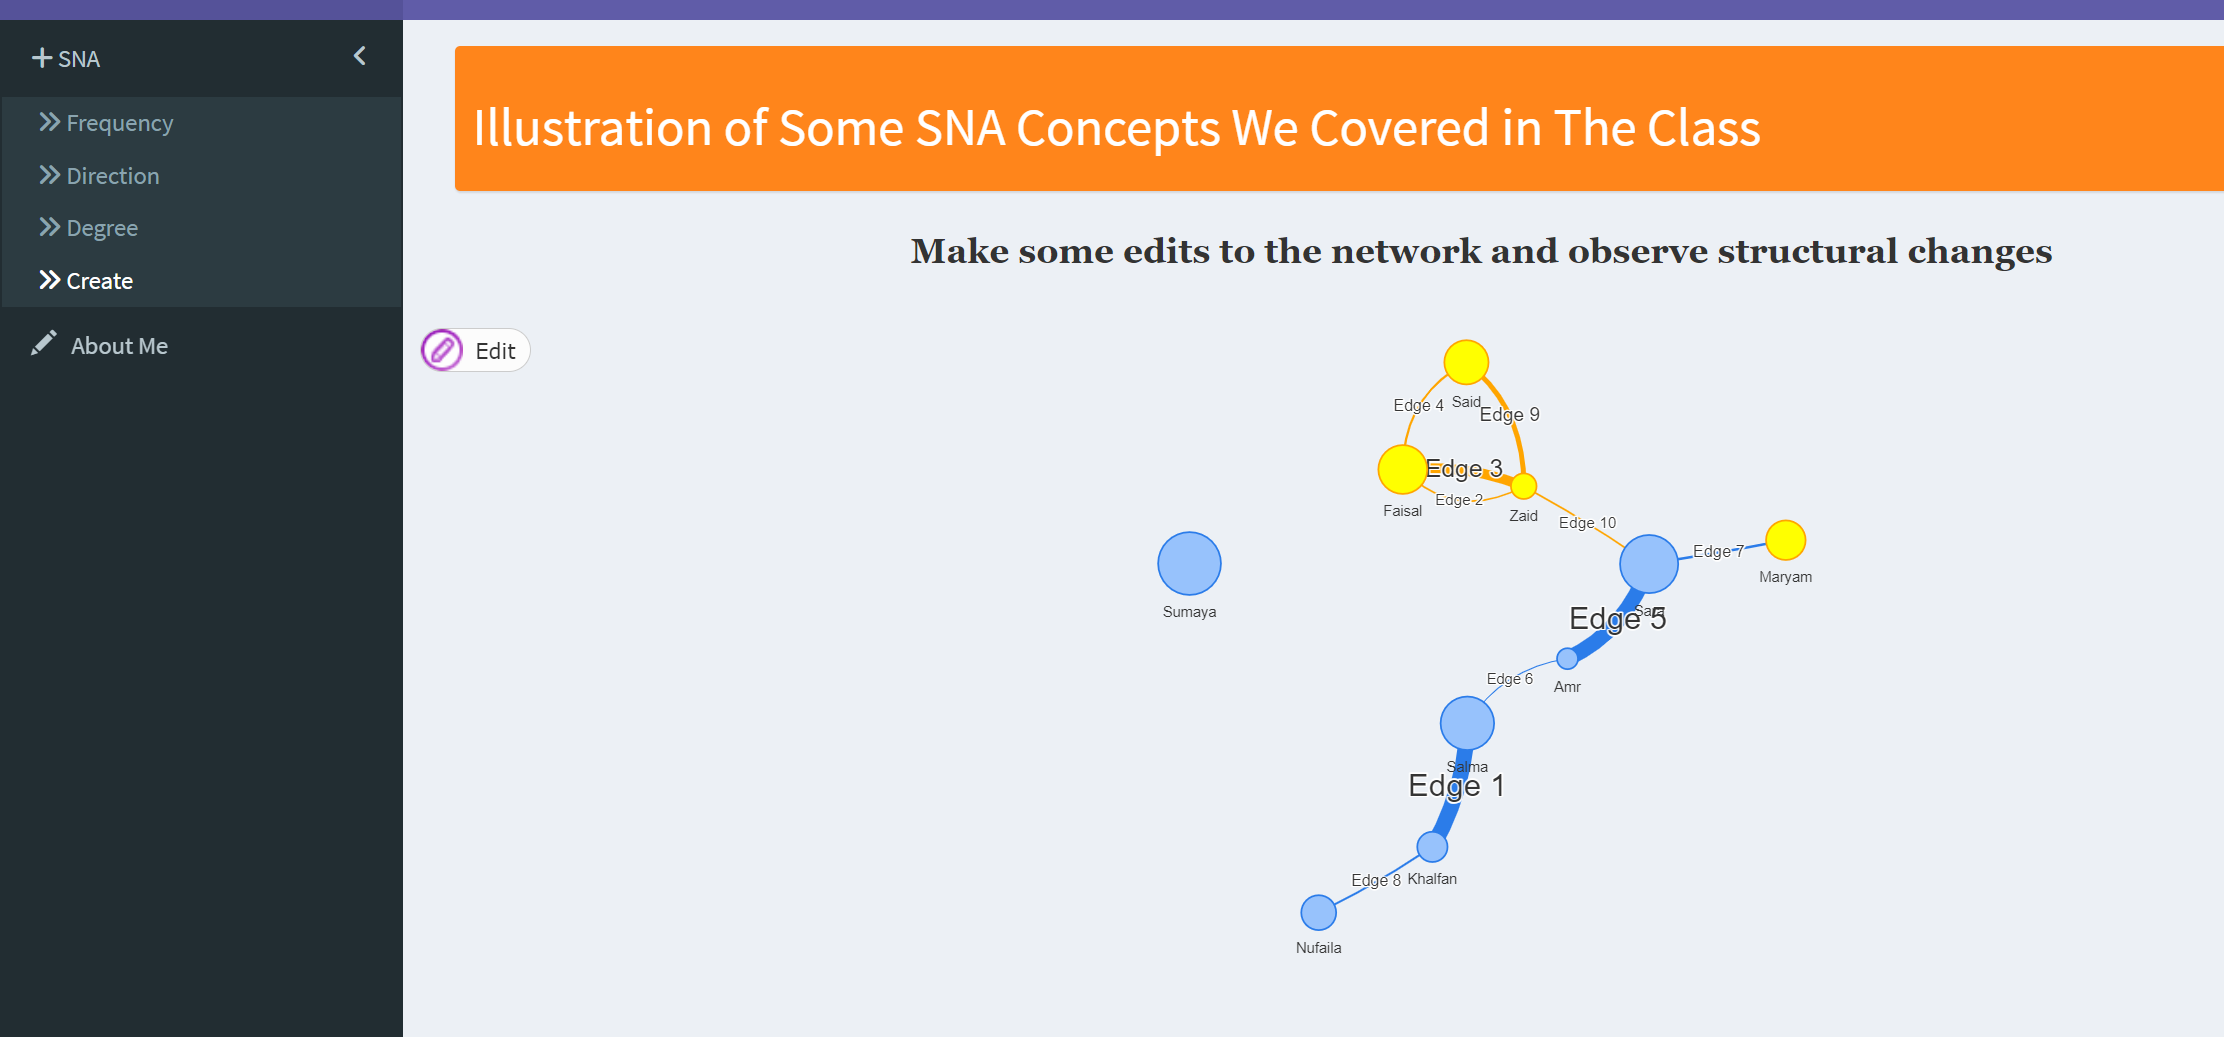 SNA
Frequency
Direction
Degree
Create
About Me
Illustration of Some SNA Concepts We Covered in The Class
Make some edits to the network and observe structural changes
Edit
Edge 4
Said
Edge 9
Edge 3
Edge 2
Faisal
Zaid
Edge 10
Edge 7
Maryam
Sumaya
Sara
Edge 5
Edge 6
Amr
Salma
Edge 1
Edge 8
Khalfan
Nufaila